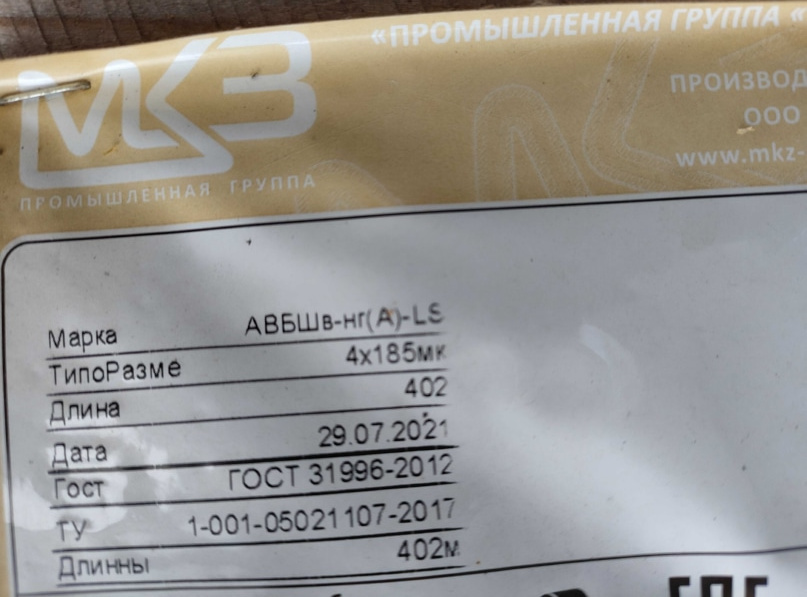 МКЗ
ПРОМЫШЛЕННАЯ ГРУППА
«ПРОМЫШЛЕННАЯ ГРУППА «
ПРОИЗВОД
ООО
www.mkz-
Марка АВБШв-нг(А)-LS
ТипоРазме 4х185мк
Длина 402
Дата 29.07.2021
Гост ГОСТ 31996-2012
ТУ 1-001-05021107-2017
Длинны 402м